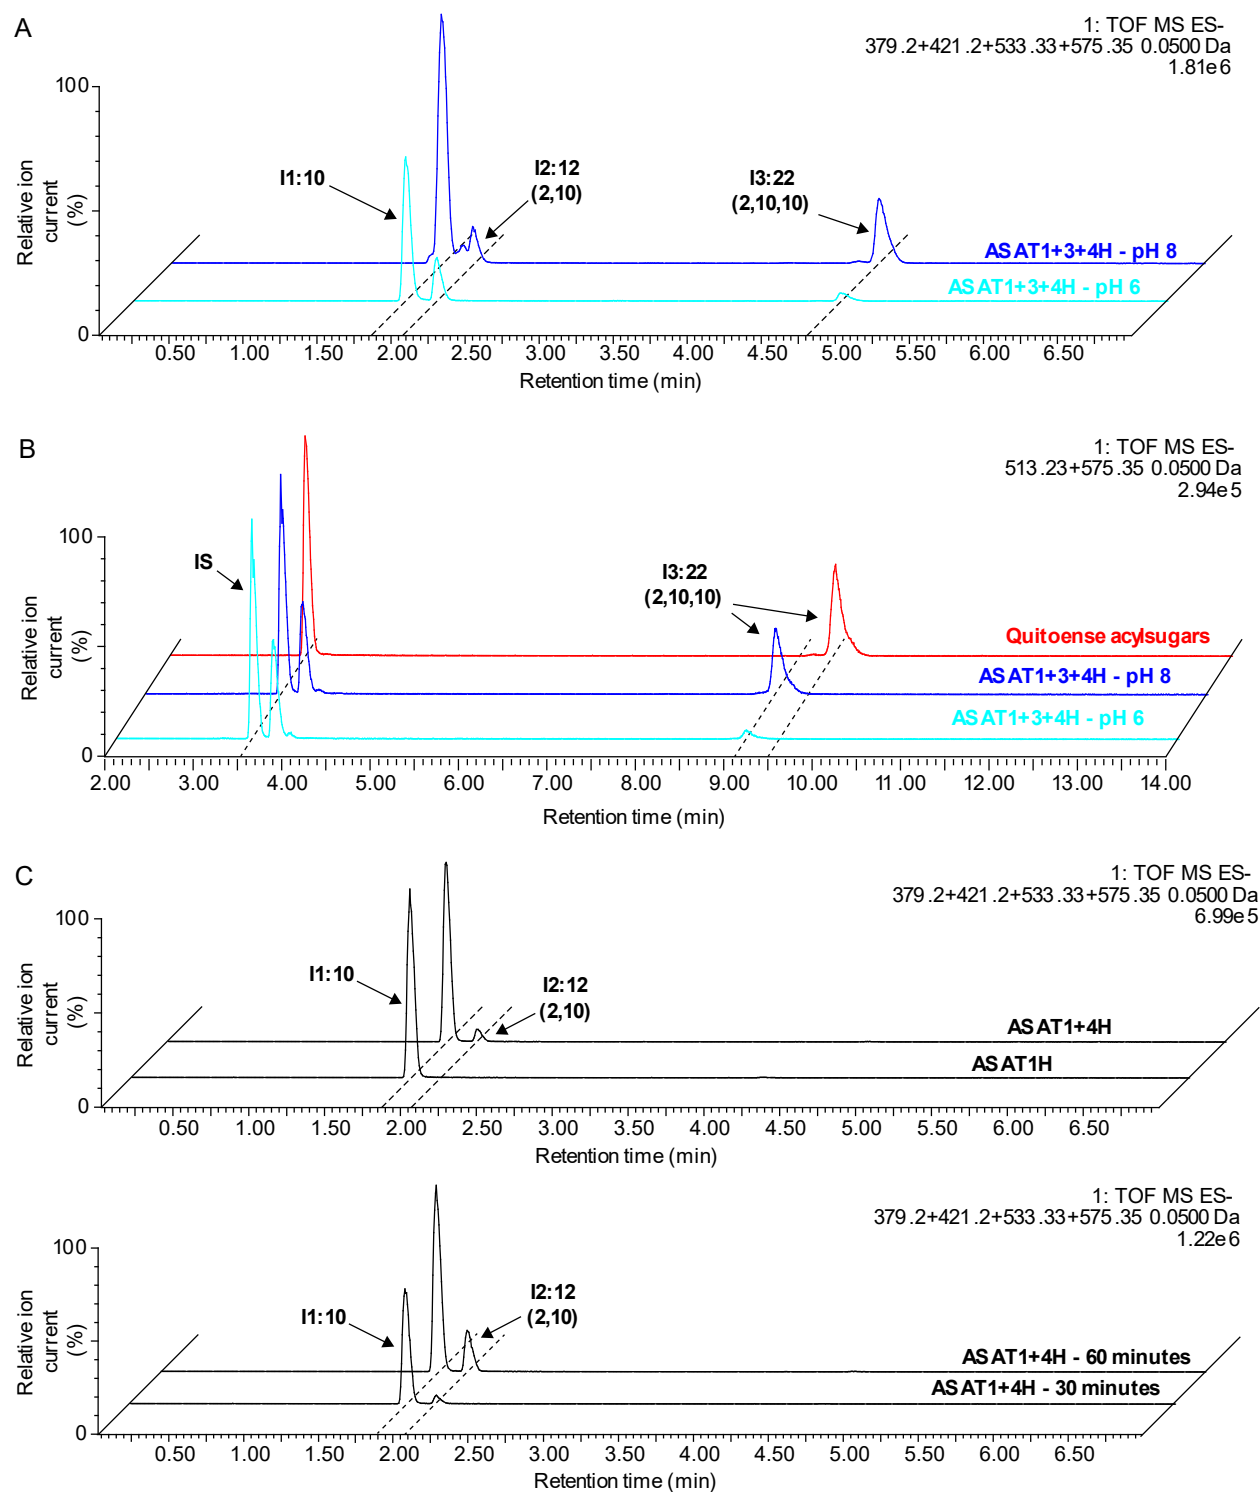 A
1: TOF MS ES-
379.2+421.2+533.33+575.35 0.0500 Da
1.81e6
100
0
Relative ion
current
(%)
I1:10
I2:12
(2,10)
I3:22
(2,10,10)
ASAT1+3+4H - pH 8
ASAT1+3+4H - pH 6
0.50 1.00 1.50 2.00 2.50 3.00 3.50 4.00 4.50 5.00 5.50 6.00 6.50
Retention time (min)
B
1: TOF MS ES-
513.23+575.35 0.0500 Da
2.94e5
100
0
Relative ion
current
(%)
IS
I3:22
(2,10,10)
Quitoense acylsugars
ASAT1+3+4H - pH 8
ASAT1+3+4H - pH 6
2.00 3.00 4.00 5.00 6.00 7.00 8.00 9.00 10.00 11.00 12.00 13.00 14.00
Retention time (min)
C
1: TOF MS ES-
379.2+421.2+533.33+575.35 0.0500 Da
6.99e5
100
0
Relative ion
current
(%)
I1:10
I2:12
(2,10)
ASAT1+4H
ASAT1H
0.50 1.00 1.50 2.00 2.50 3.00 3.50 4.00 4.50 5.00 5.50 6.00 6.50
Retention time (min)
1: TOF MS ES-
379.2+421.2+533.33+575.35 0.0500 Da
1.22e6
100
0
Relative ion
current
(%)
I1:10
I2:12
(2,10)
ASAT1+4H - 60 minutes
ASAT1+4H - 30 minutes
0.50 1.00 1.50 2.00 2.50 3.00 3.50 4.00 4.50 5.00 5.50 6.00 6.50
Retention time (min)